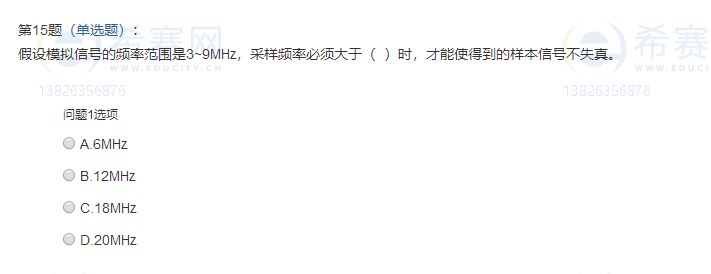 第15题（单选题）：
假设模拟信号的频率范围是3~9MHz，采样频率必须大于（  ）时，才能使得到的样本信号不失真。
希赛网
WWW.EDUCITY.CN
希赛
WWW.EDUCI
13826356876
13826356876
问题1选项
A.6MHz
B.12MHz
C.18MHz
D.20MHz